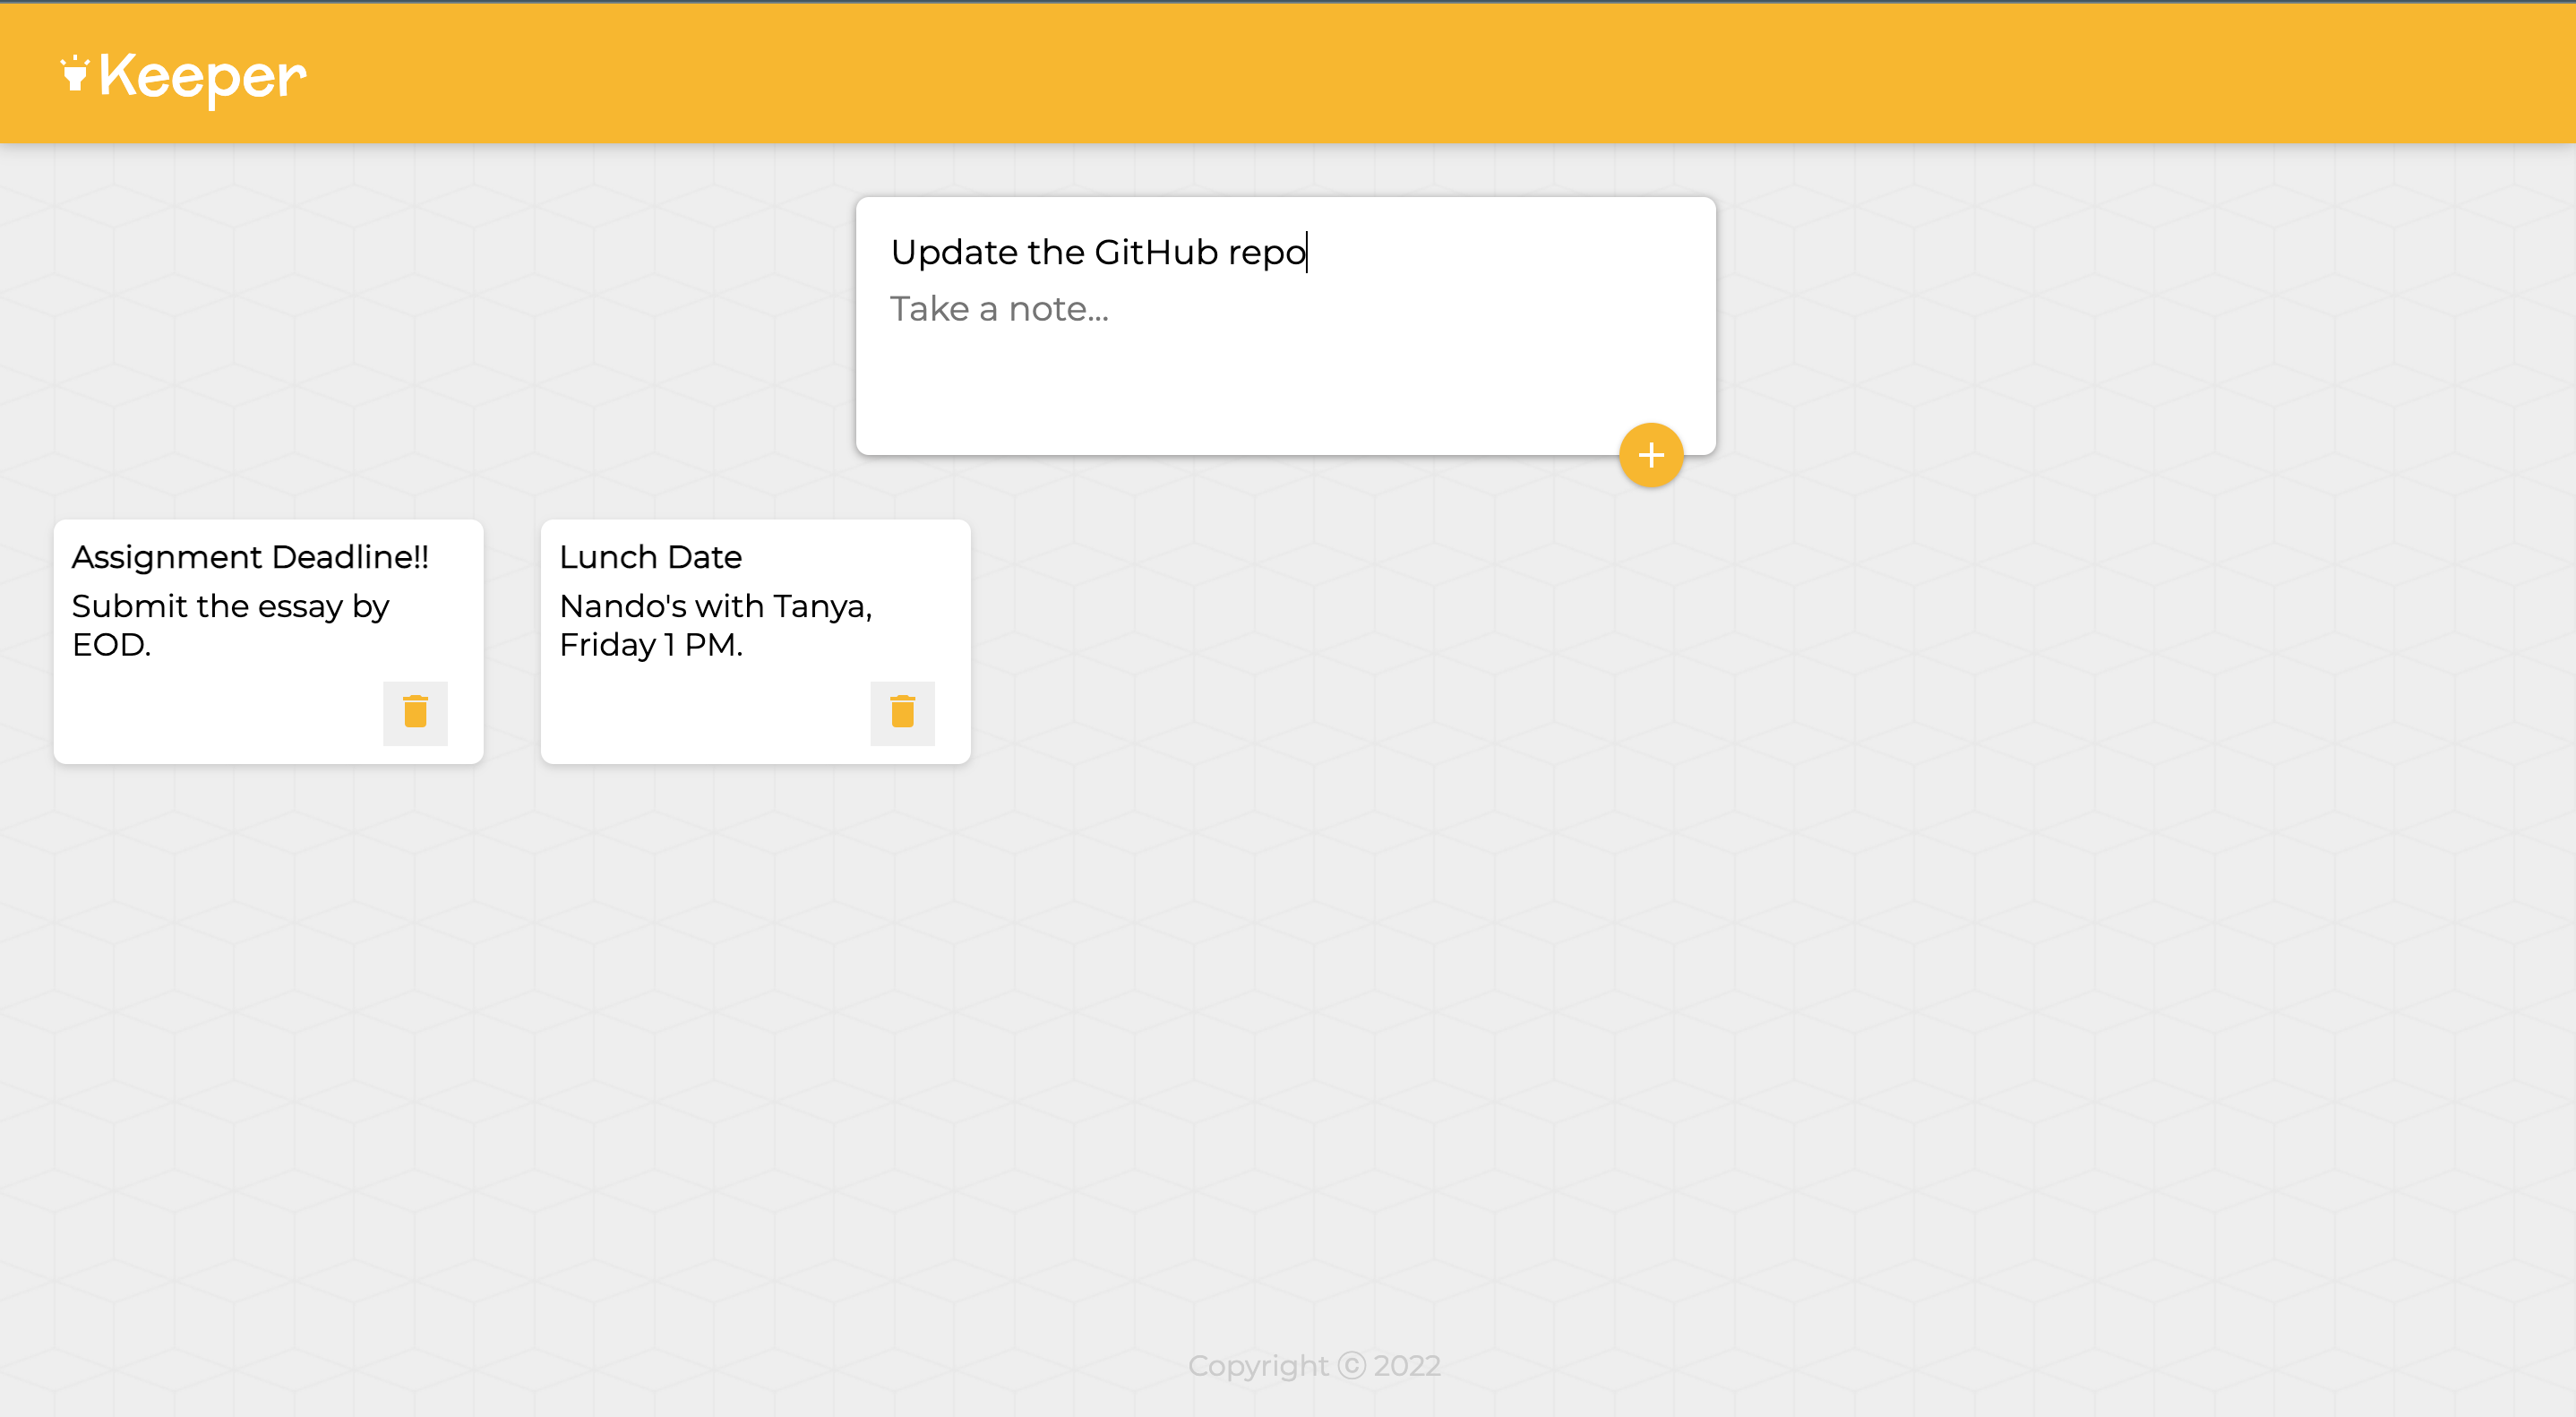 Keeper
Update the GitHub repo
Take a note...
Assignment Deadline!!
Submit the essay by
EOD.
Lunch Date
Nando's with Tanya,
Friday 1 PM.
Copyright ⓒ 2022